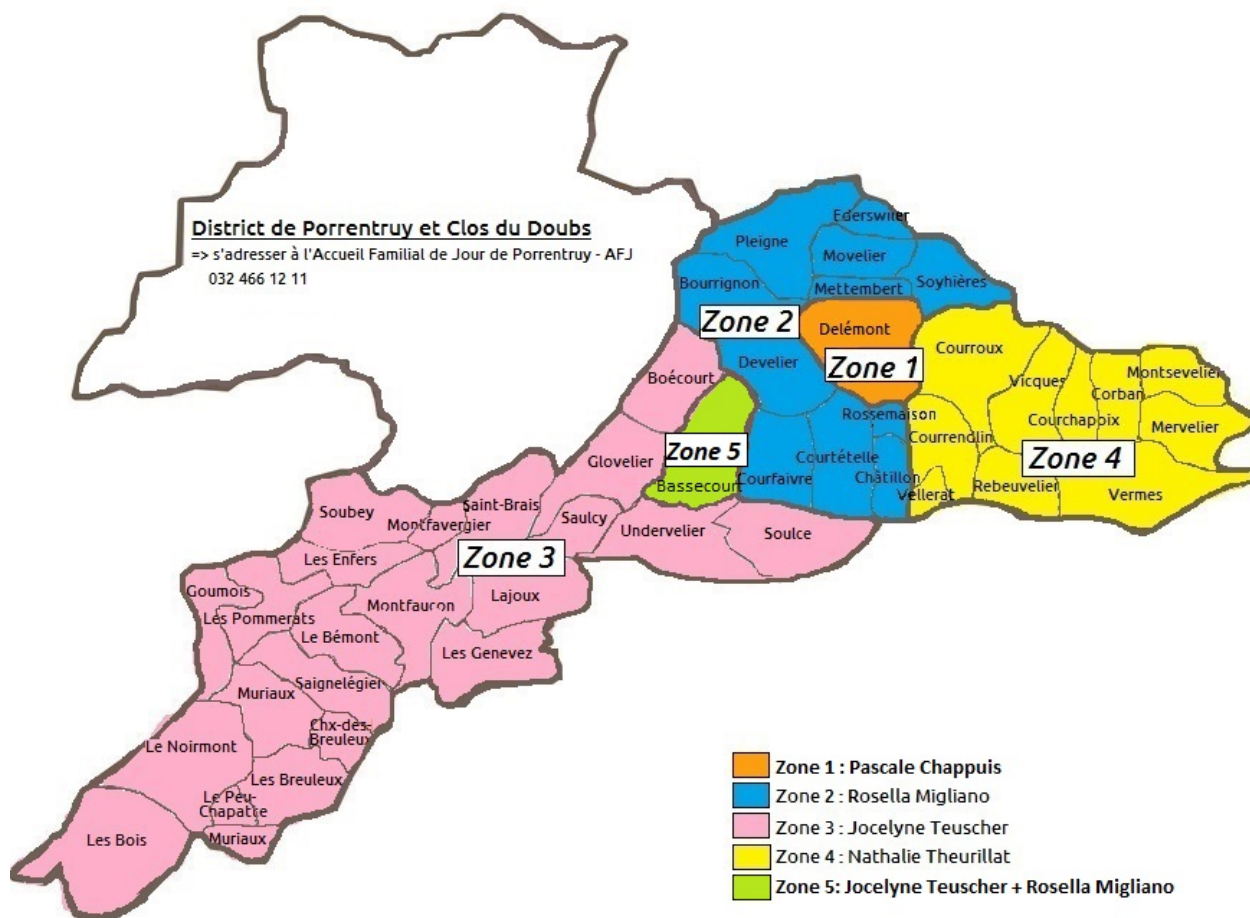 District de Porrentruy et Clos du Doubs
=> s'adresser à l'Accueil Familial de Jour de Porrentruy - AFJ
032 466 12 11
Ederswiler
Pleigne
Movelier
Bourrignon
Mettembert
Soyhières
Zone 2
Delémont
Zone 1
Develier
Courroux
Boécourt
Vicques
Montsevelier
Corban
Rossemaison
Courchapoix
Mervelier
Courrendlin
Zone 5
Glovelier
Courtételle
Zone 4
Bassecourt
Courfaivre
Châtillon
Rebeuvelier
Vellerat
Vermes
Saint-Brais
Soubey
Montfavergier
Saulcy
Undervelier
Soulce
Les Enfers
Zone 3
Goumois
Lajoux
Montfaucon
Les Pommerats
Le Bémont
Les Genevez
Saignelégier
Muriaux
Chx-des-
Breuleux
Le Noirmont
Les Breuleux
Le Peu-
Chapatte
Les Bois
Muriaux
Zone 1 : Pascale Chappuis
Zone 2 : Rosella Migliano
Zone 3 : Jocelyne Teuscher
Zone 4 : Nathalie Theurillat
Zone 5: Jocelyne Teuscher + Rosella Migliano